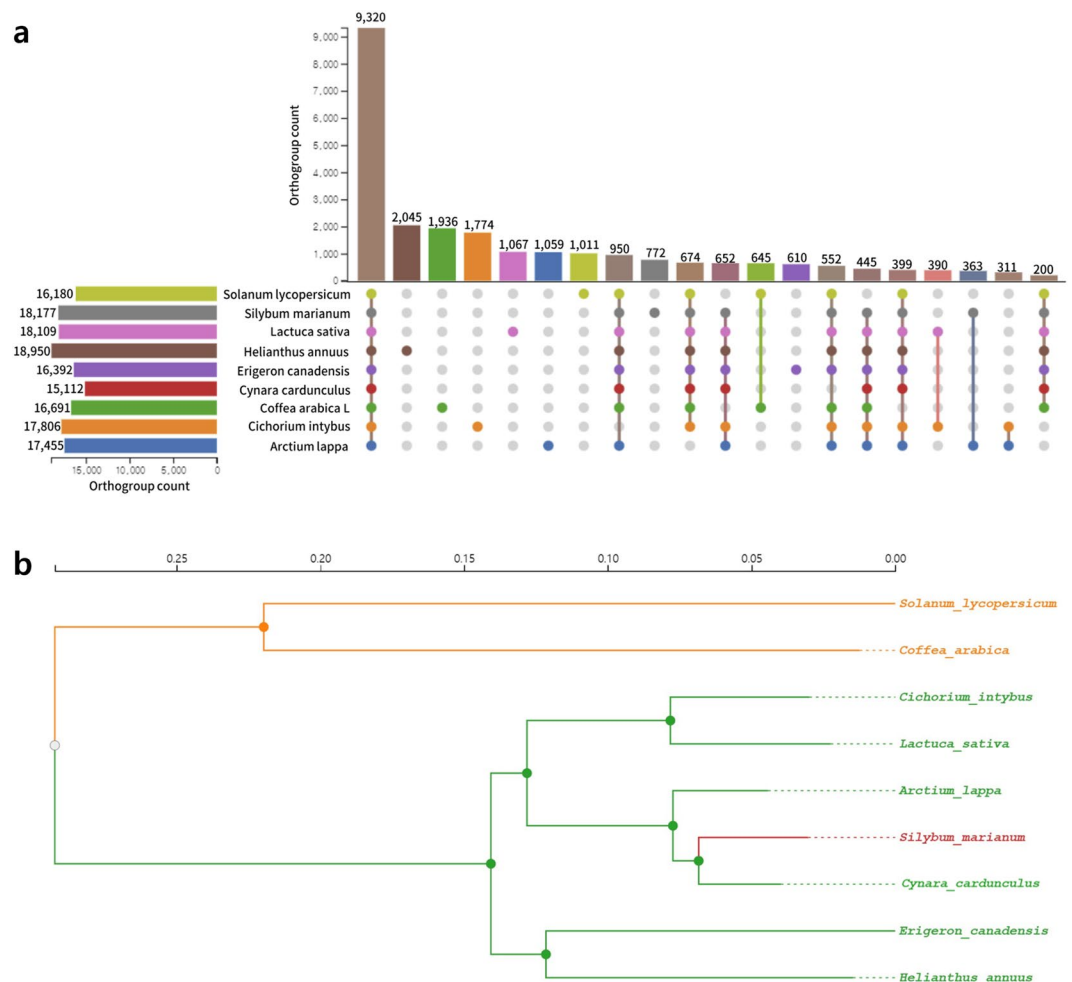 a
9,320
9,000
8,000
7,000
6,000
5,000
4,000
3,000
2,000
1,000
0
Orthogroup count
2,045
1,936
1,774
1,067
1,059
1,011
950
772
674
652
645
610
552
445
399
390
363
311
200
16,180 Solanum lycopersicum
18,177 Silybum marianum
18,109 Lactuca sativa
18,950 Helianthus annuus
16,392 Erigeron canadensis
15,112 Cynara cardunculus
16,691 Coffea arabica L
17,806 Cichorium intybus
17,455 Arctium lappa
15,000 10,000 5,000 0
Orthogroup count
b
0.25 0.20 0.15 0.10 0.05 0.00
Solanum_lycopersicum
Coffea_arabica
Cichorium_intybus
Lactuca_sativa
Arctium_lappa
Silybum_marianum
Cynara_cardunculus
Erigeron_canadensis
Helianthus_annuus